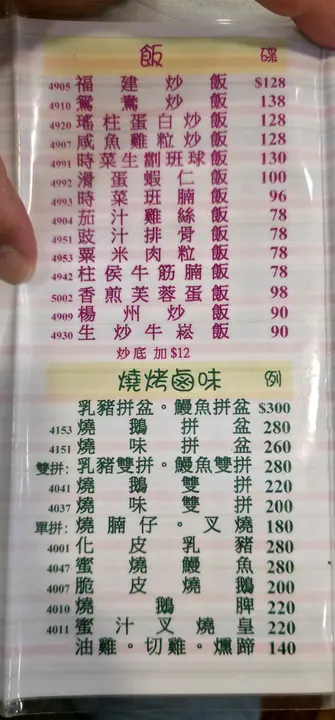 飯 碟
4905 福建炒飯 $128
4910 鴛鴦炒飯 138
4920 瑤柱蛋白炒飯 128
4907 咸魚雞粒炒飯 128
4991 時菜生劏班球飯 130
4992 滑蛋蝦仁飯 100
4993 時菜班腩飯 96
4904 茄汁雞絲飯 78
4951 豉汁排骨飯 78
4953 粟米肉粒飯 78
4942 柱侯牛筋腩飯 78
5002 香煎芙蓉蛋飯 98
4909 楊州炒飯 90
4930 生炒牛崧飯 90
炒底加$12
燒烤鹵味 例
乳豬拼盆。鰻魚拼盆 $300
4153 燒鵝拼盆 280
4151 燒味拼盆 260
雙拼: 乳豬雙拼。鰻魚雙拼 280
4041 燒鵝雙拼 220
4037 燒味雙拼 200
單拼: 燒腩仔。叉燒 180
4001 化皮乳豬 280
4047 蜜燒鰻魚 280
4007 脆皮燒鵝 200
4010 燒鵝脾 220
4011 蜜汁叉燒皇 220
油雞。切雞。燻蹄 140